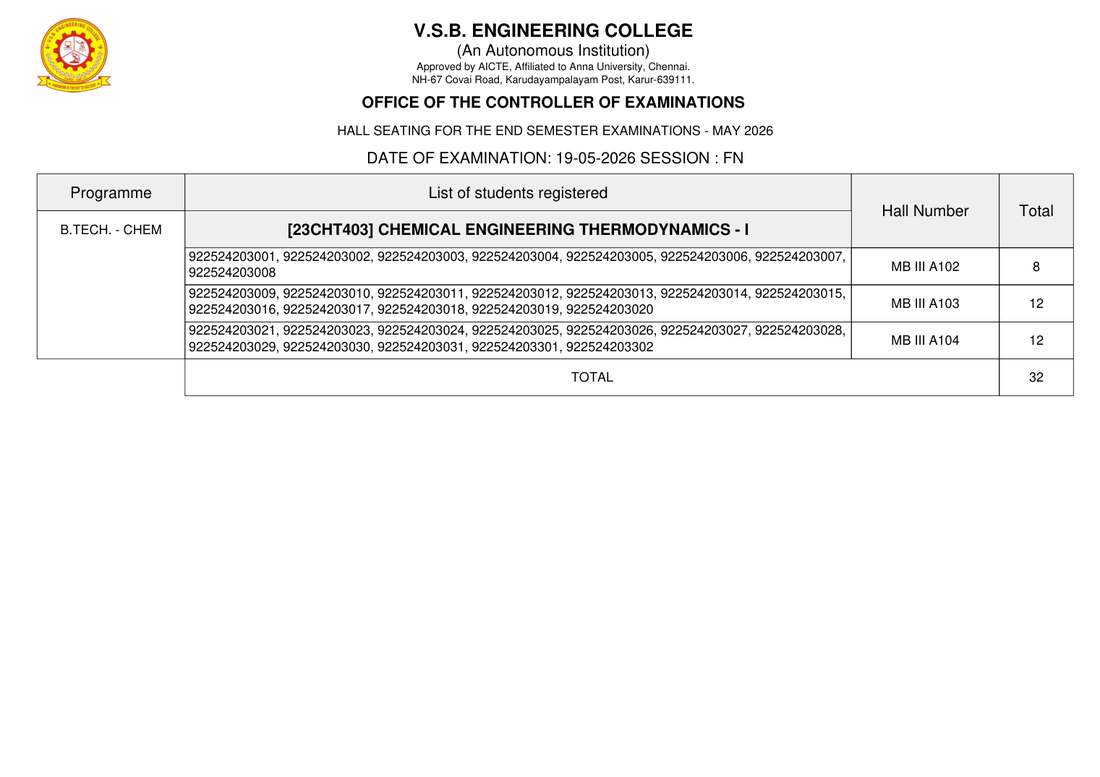 V.S.B. ENGINEERING COLLEGE
(An Autonomous Institution)
Approved by AICTE, Affiliated to Anna University, Chennai.
NH-67 Covai Road, Karudayampalayam Post, Karur-639111.
OFFICE OF THE CONTROLLER OF EXAMINATIONS
HALL SEATING FOR THE END SEMESTER EXAMINATIONS - MAY 2026
DATE OF EXAMINATION: 19-05-2026 SESSION : FN
Programme List of students registered Hall Number Total
B.TECH. - CHEM [23CHT403] CHEMICAL ENGINEERING THERMODYNAMICS - I
922524203001, 922524203002, 922524203003, 922524203004, 922524203005, 922524203006, 922524203007,
922524203008 MB III A102 8
922524203009, 922524203010, 922524203011, 922524203012, 922524203013, 922524203014, 922524203015,
922524203016, 922524203017, 922524203018, 922524203019, 922524203020 MB III A103 12
922524203021, 922524203023, 922524203024, 922524203025, 922524203026, 922524203027, 922524203028,
922524203029, 922524203030, 922524203031, 922524203301, 922524203302 MB III A104 12
TOTAL 32